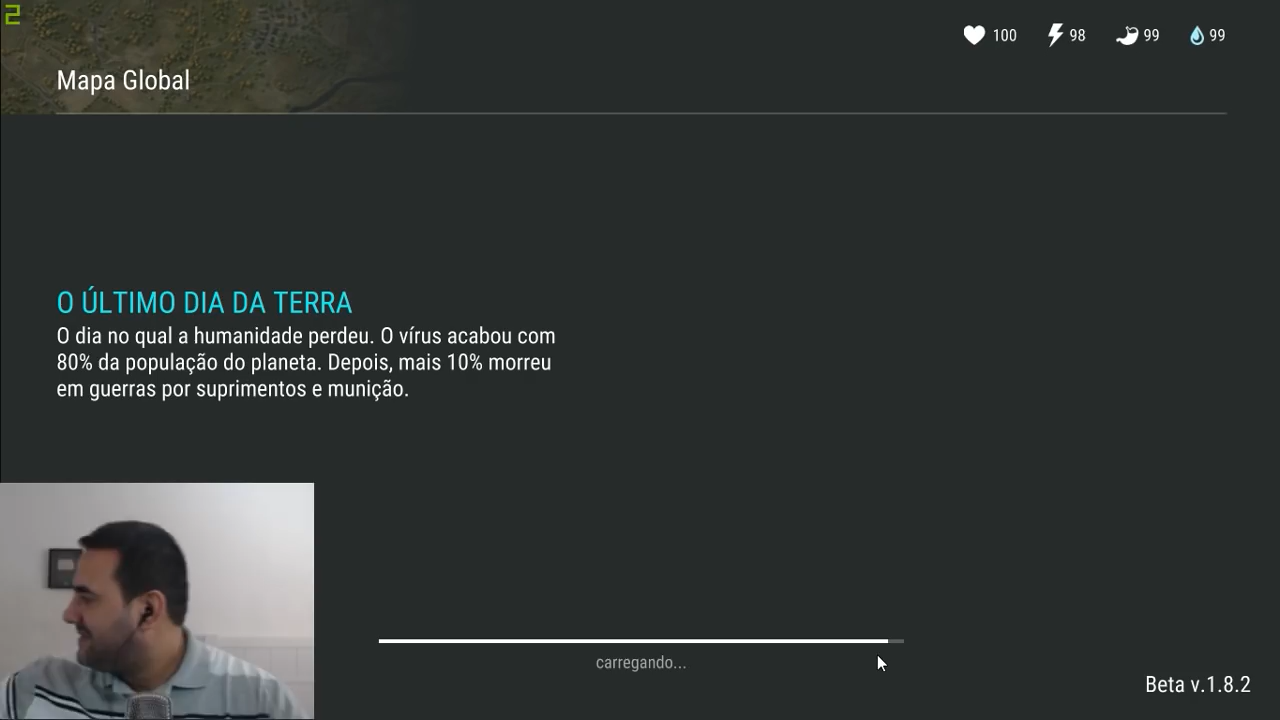 2
100 98 99 99
Mapa Global
O ÚLTIMO DIA DA TERRA
O dia no qual a humanidade perdeu. O vírus acabou com
80% da população do planeta. Depois, mais 10% morreu
em guerras por suprimentos e munição.
carregando...
Beta v.1.8.2